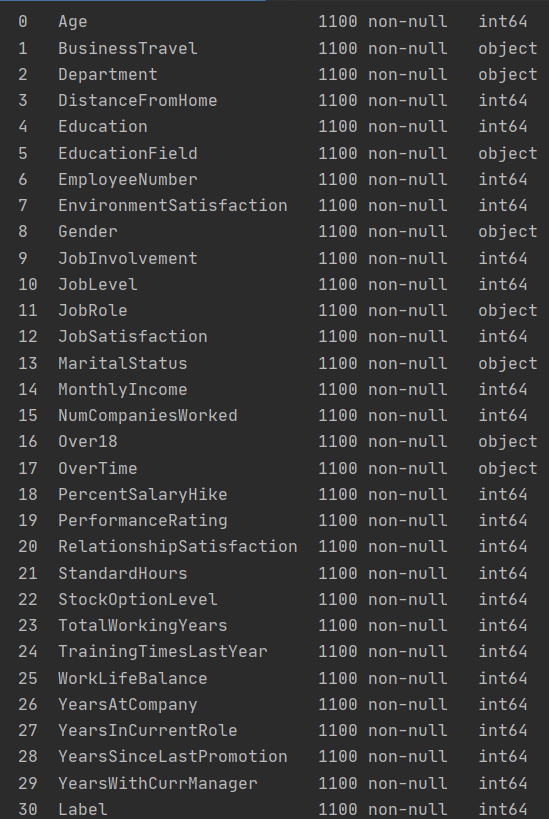 0 Age 1100 non-null int64
1 BusinessTravel 1100 non-null object
2 Department 1100 non-null object
3 DistanceFromHome 1100 non-null int64
4 Education 1100 non-null int64
5 EducationField 1100 non-null object
6 EmployeeNumber 1100 non-null int64
7 EnvironmentSatisfaction 1100 non-null int64
8 Gender 1100 non-null object
9 JobInvolvement 1100 non-null int64
10 JobLevel 1100 non-null int64
11 JobRole 1100 non-null object
12 JobSatisfaction 1100 non-null int64
13 MaritalStatus 1100 non-null object
14 MonthlyIncome 1100 non-null int64
15 NumCompaniesWorked 1100 non-null int64
16 Over18 1100 non-null object
17 OverTime 1100 non-null object
18 PercentSalaryHike 1100 non-null int64
19 PerformanceRating 1100 non-null int64
20 RelationshipSatisfaction 1100 non-null int64
21 StandardHours 1100 non-null int64
22 StockOptionLevel 1100 non-null int64
23 TotalWorkingYears 1100 non-null int64
24 TrainingTimesLastYear 1100 non-null int64
25 WorkLifeBalance 1100 non-null int64
26 YearsAtCompany 1100 non-null int64
27 YearsInCurrentRole 1100 non-null int64
28 YearsSinceLastPromotion 1100 non-null int64
29 YearsWithCurrManager 1100 non-null int64
30 Label 1100 non-null int64